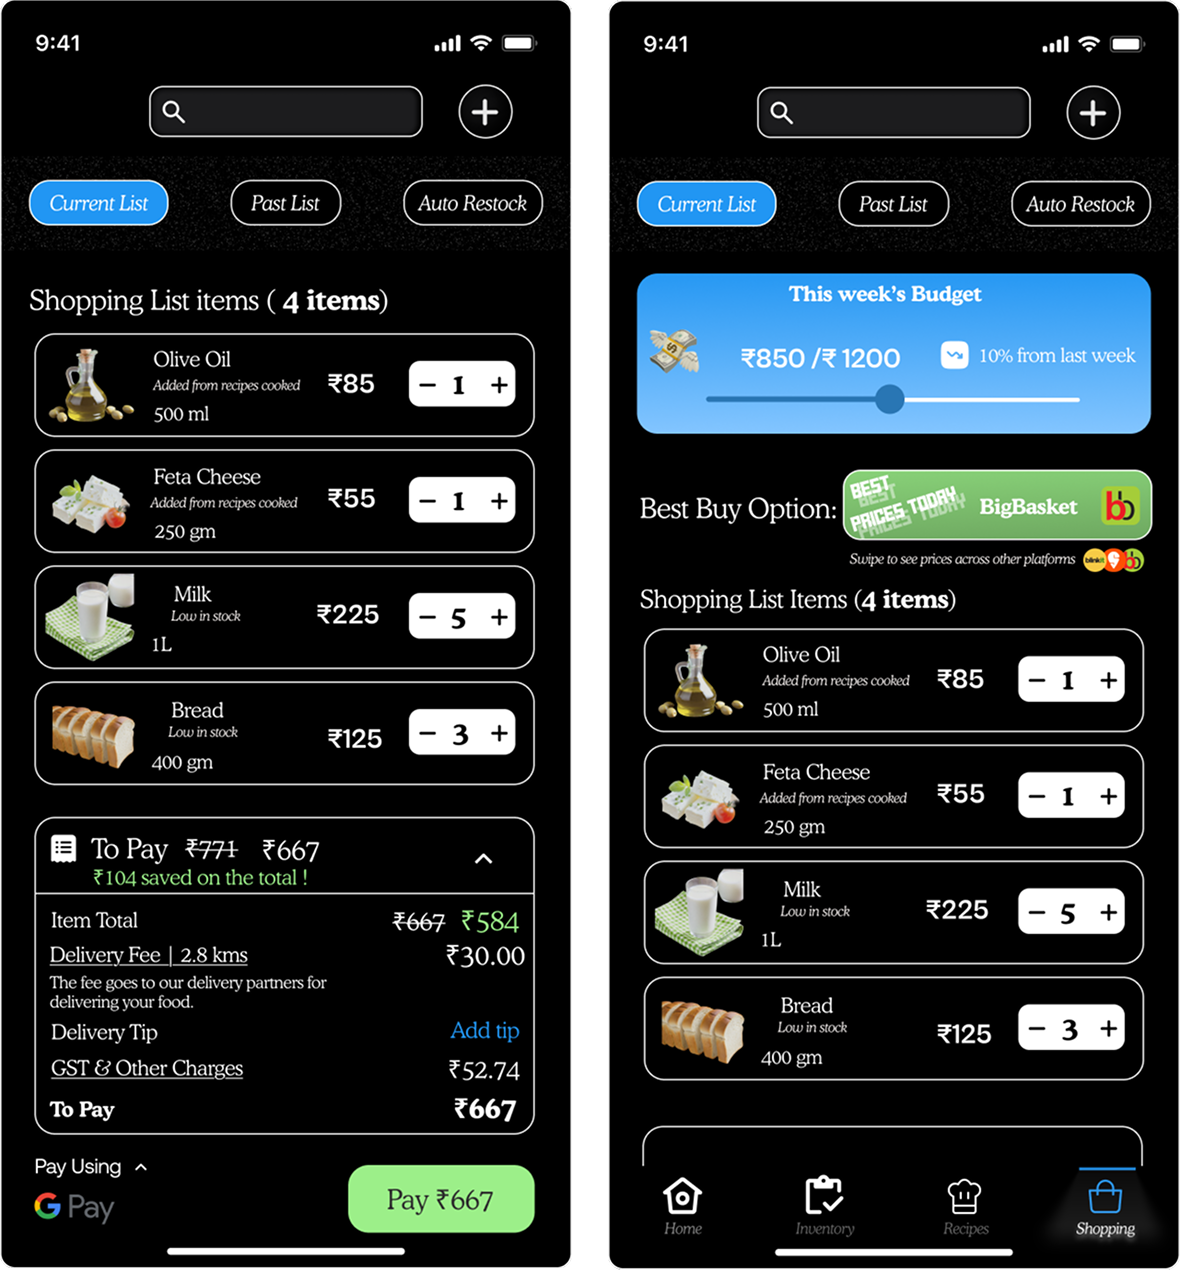 9:41
Current List
Past List
Auto Restock
Shopping List items ( 4 items)
Olive Oil
Added from recipes cooked
500 ml
₹85
− 1 +
Feta Cheese
Added from recipes cooked
250 gm
₹55
− 1 +
Milk
Low in stock
1L
₹225
− 5 +
Bread
Low in stock
400 gm
₹125
− 3 +
To Pay ₹771 ₹667
₹104 saved on the total !
Item Total ₹667 ₹584
Delivery Fee | 2.8 kms ₹30.00
The fee goes to our delivery partners for
delivering your food.
Delivery Tip Add tip
GST & Other Charges ₹52.74
To Pay ₹667
Pay Using
G Pay
Pay ₹667
9:41
Current List
Past List
Auto Restock
This week's Budget
₹850 /₹ 1200
10% from last week
Best Buy Option:
BEST
BEST
PRICES TODAY
PRICES TODAY
BigBasket
bb
Swipe to see prices across other platforms
blinkit
bb
Shopping List Items (4 items)
Olive Oil
Added from recipes cooked
500 ml
₹85
− 1 +
Feta Cheese
Added from recipes cooked
250 gm
₹55
− 1 +
Milk
Low in stock
1L
₹225
− 5 +
Bread
Low in stock
400 gm
₹125
− 3 +
Home
Inventory
Recipes
Shopping